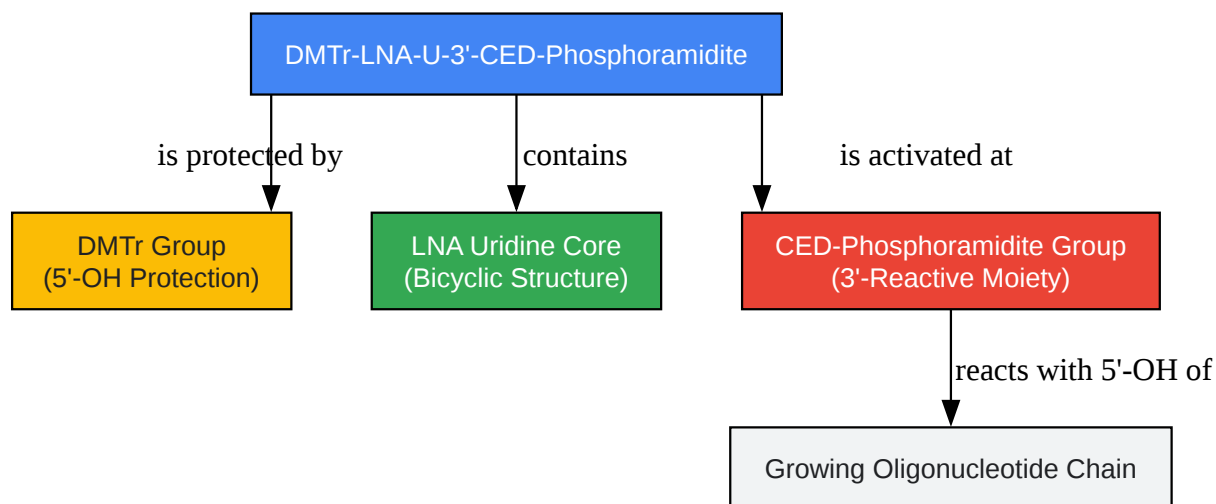 DMTr-LNA-U-3'-CED-Phosphoramidite
is protected by
contains
is activated at
DMTr Group
(5'-OH Protection)
LNA Uridine Core
(Bicyclic Structure)
CED-Phosphoramidite Group
(3'-Reactive Moiety)
reacts with 5'-OH of
Growing Oligonucleotide Chain